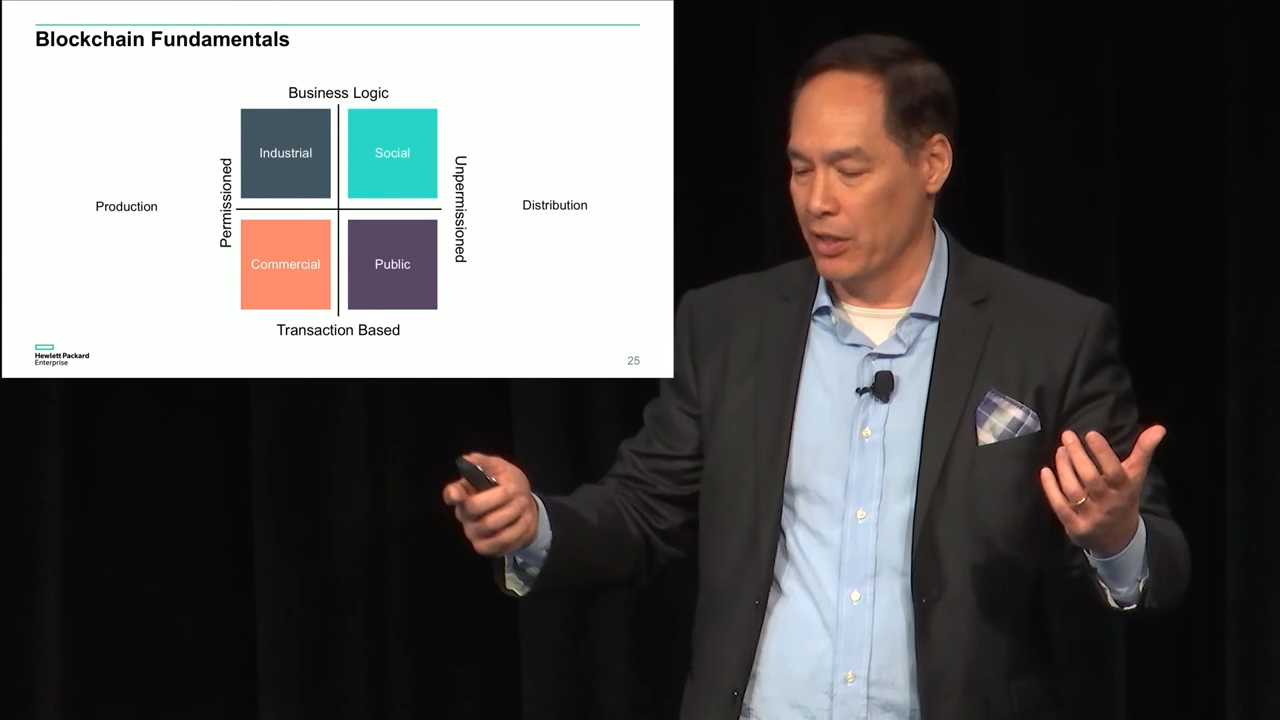 Blockchain Fundamentals
Business Logic
Industrial
Social
Permissioned
Unpermissioned
Production
Distribution
Commercial
Public
Transaction Based
Hewlett Packard
Enterprise
25